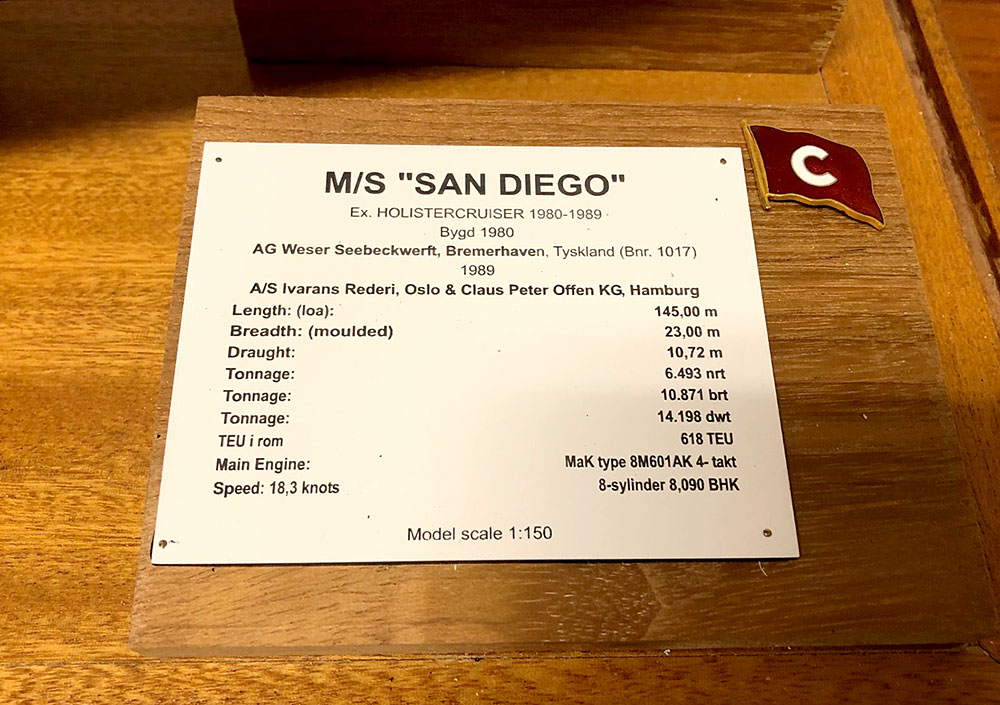 M/S "SAN DIEGO"
Ex. HOLISTERCRUISER 1980-1989
Bygd 1980
AG Weser Seebeckwerft, Bremerhaven, Tyskland (Bnr. 1017)
1989
A/S Ivarans Rederi, Oslo & Claus Peter Offen KG, Hamburg
Length: (loa): 145,00 m
Breadth: (moulded) 23,00 m
Draught: 10,72 m
Tonnage: 6.493 nrt
Tonnage: 10.871 brt
Tonnage: 14.198 dwt
TEU i rom 618 TEU
Main Engine: MaK type 8M601AK 4- takt
Speed: 18,3 knots 8-sylinder 8,090 BHK
Model scale 1:150
C